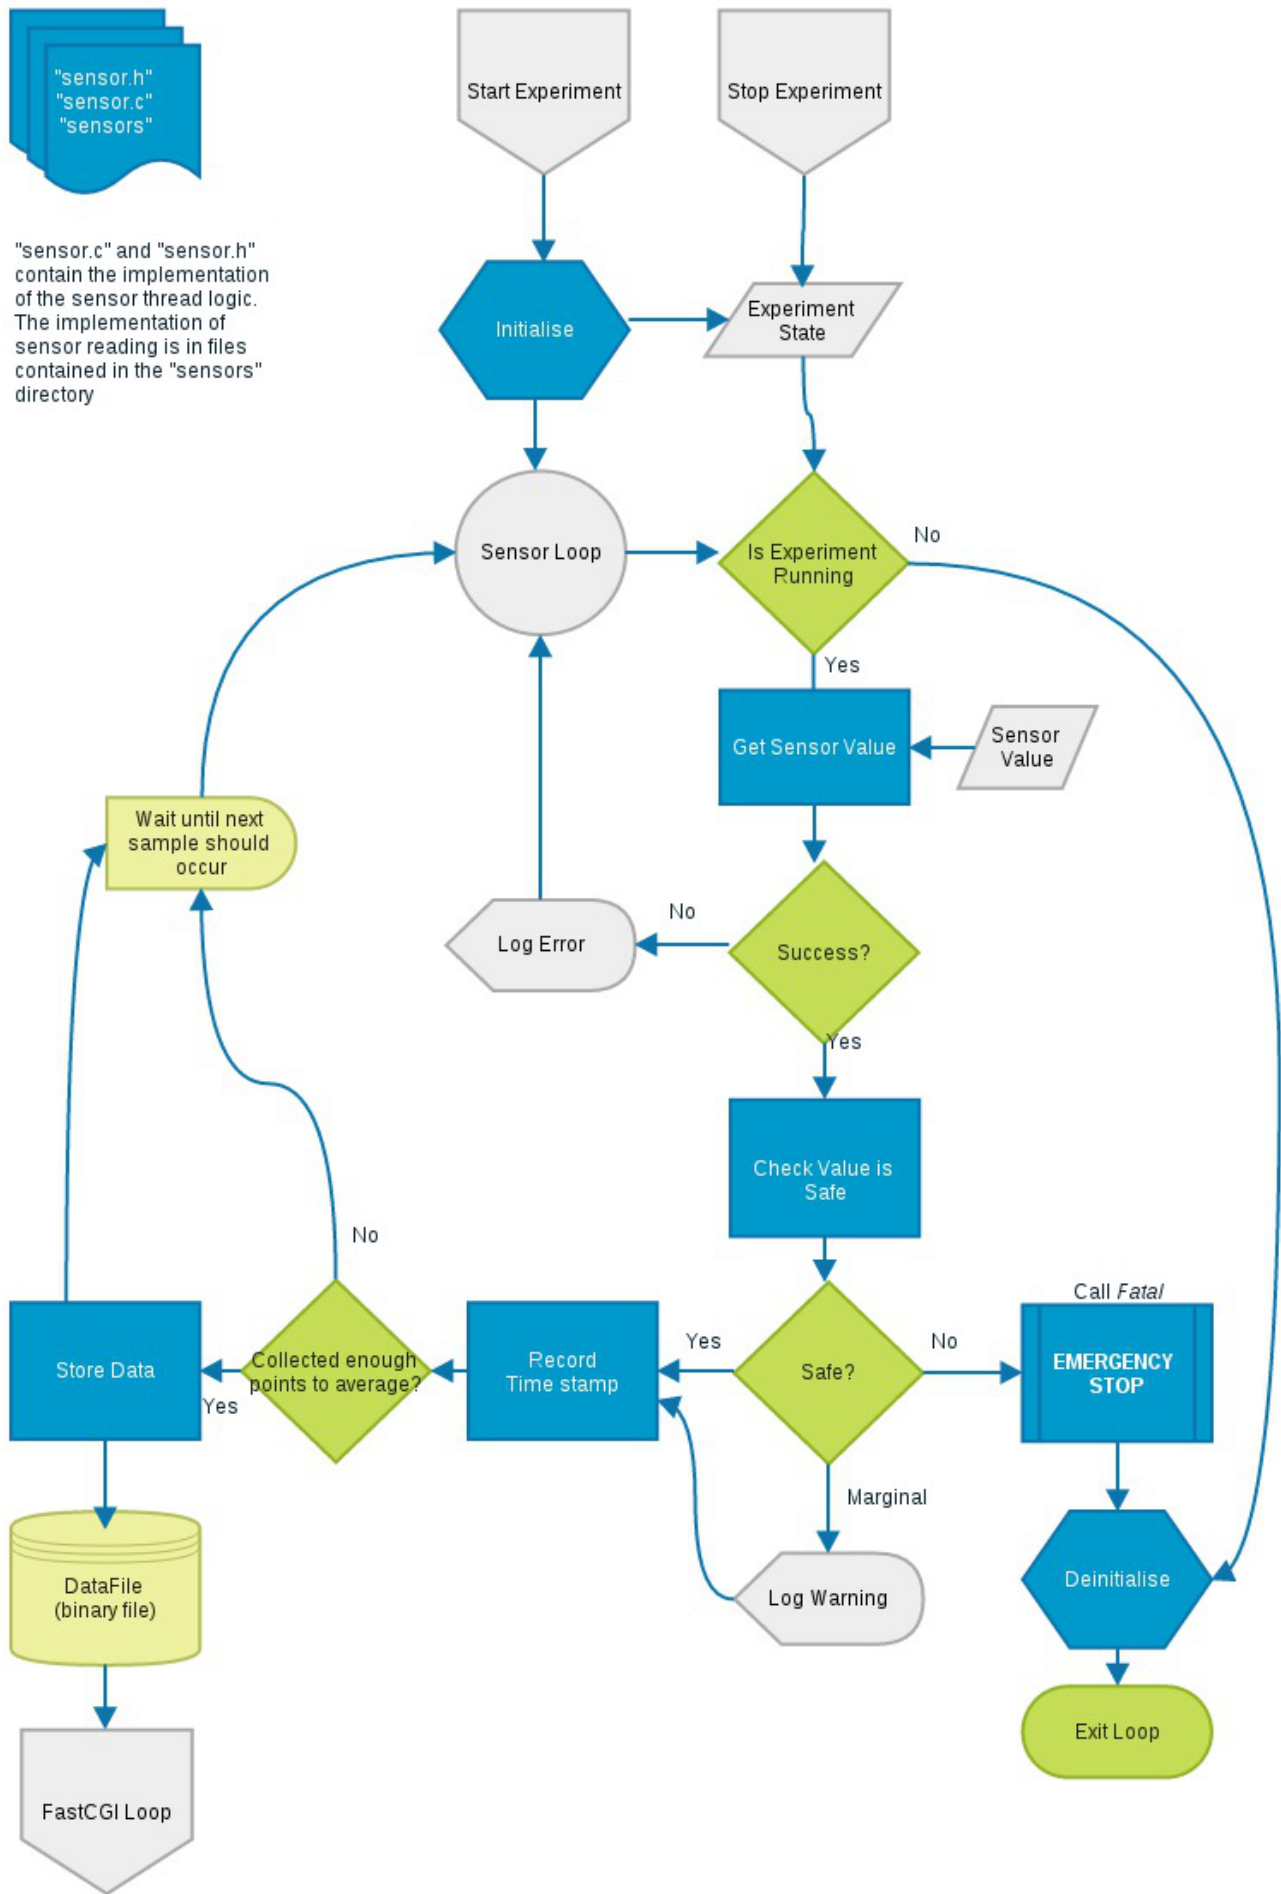 "sensor.h"
"sensor.c"
"sensors"
Start Experiment
Stop Experiment
"sensor.c" and "sensor.h"
contain the implementation
of the sensor thread logic.
The implementation of
sensor reading is in files
contained in the "sensors"
directory
Initialise
Experiment
State
Sensor Loop
Is Experiment
Running
No
Yes
Get Sensor Value
Sensor
Value
Wait until next
sample should
occur
Log Error
No
Success?
Yes
Check Value is
Safe
No
Call Fatal
Store Data
Yes
Collected enough
points to average?
Record
Time stamp
Yes
Safe?
No
EMERGENCY
STOP
Marginal
DataFile
(binary file)
Log Warning
Deinitialise
Exit Loop
FastCGI Loop